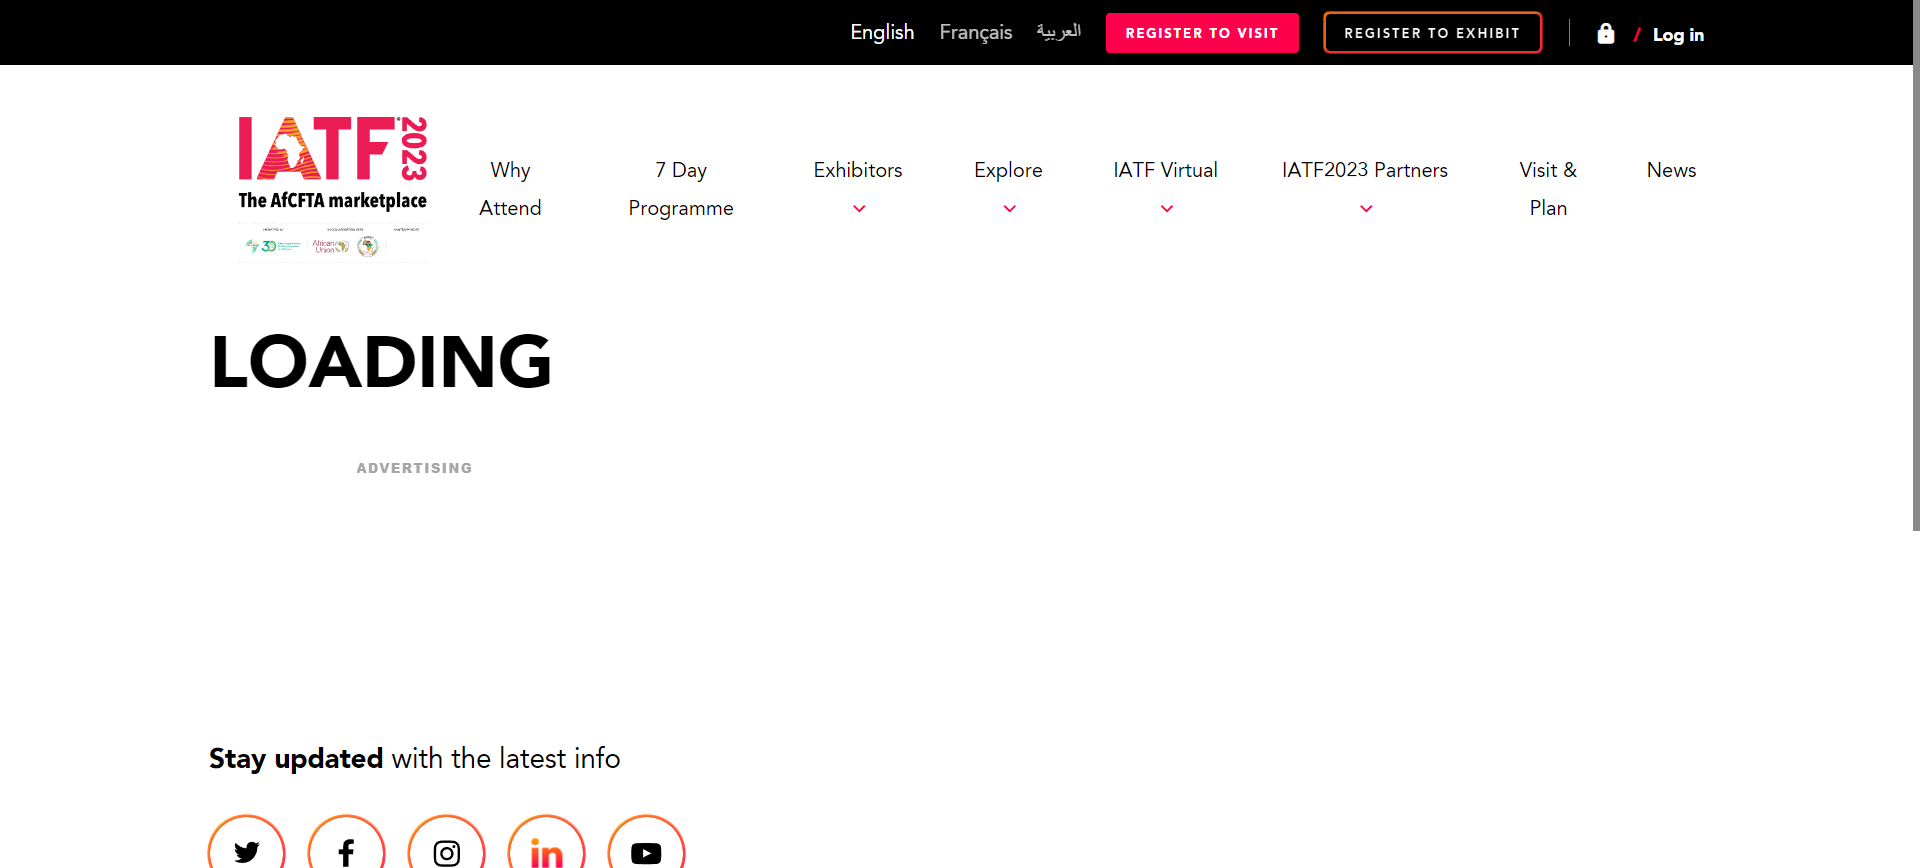 English Français العربية REGISTER TO VISIT REGISTER TO EXHIBIT / Log in
IATF 2023
The AfCFTA marketplace
African
Union
Why
Attend
7 Day
Programme
Exhibitors
Explore
IATF Virtual
IATF2023 Partners
Visit &
Plan
News
LOADING
ADVERTISING
Stay updated with the latest info